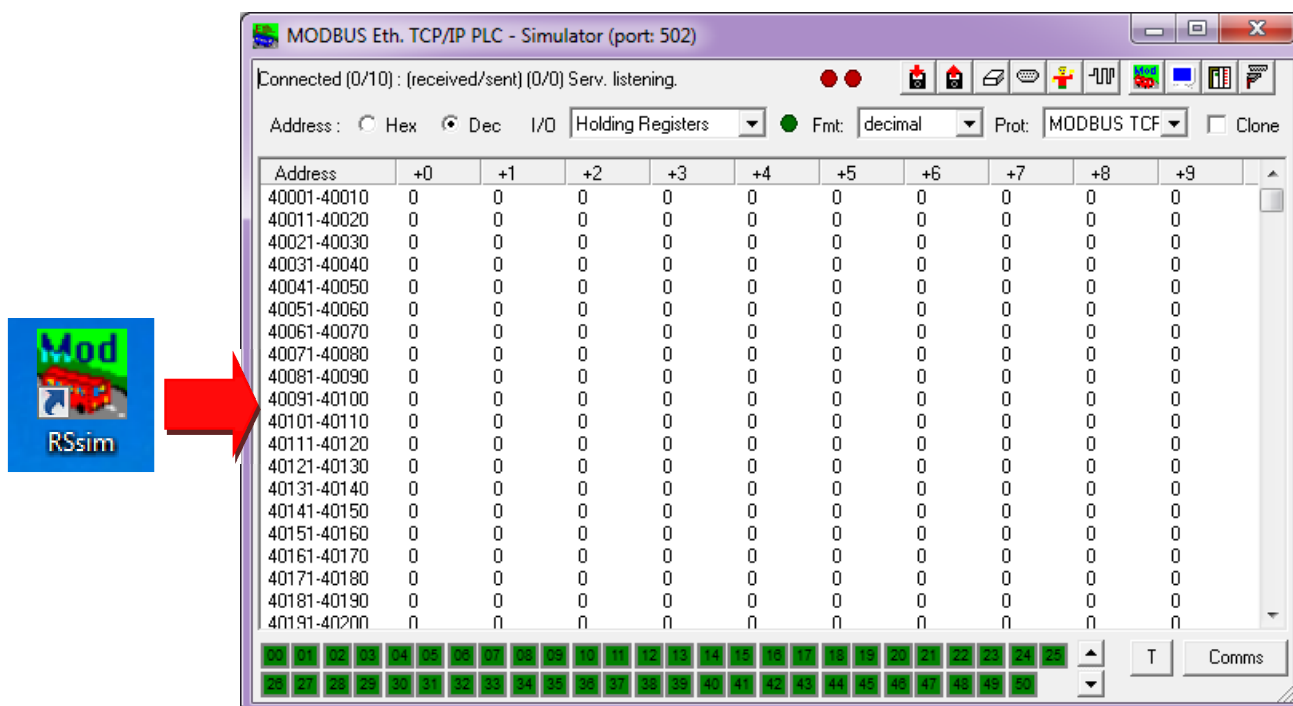 MODBUS Eth. TCP/IP PLC - Simulator (port: 502)
Connected (0/10) : (received/sent) (0/0) Serv. listening.
Mod
Address : Hex Dec I/O Holding Registers Fmt: decimal Prot: MODBUS TCP Clone
Address +0 +1 +2 +3 +4 +5 +6 +7 +8 +9
40001-40010 0 0 0 0 0 0 0 0 0 0
40011-40020 0 0 0 0 0 0 0 0 0 0
40021-40030 0 0 0 0 0 0 0 0 0 0
40031-40040 0 0 0 0 0 0 0 0 0 0
40041-40050 0 0 0 0 0 0 0 0 0 0
40051-40060 0 0 0 0 0 0 0 0 0 0
40061-40070 0 0 0 0 0 0 0 0 0 0
40071-40080 0 0 0 0 0 0 0 0 0 0
40081-40090 0 0 0 0 0 0 0 0 0 0
40091-40100 0 0 0 0 0 0 0 0 0 0
40101-40110 0 0 0 0 0 0 0 0 0 0
40111-40120 0 0 0 0 0 0 0 0 0 0
40121-40130 0 0 0 0 0 0 0 0 0 0
40131-40140 0 0 0 0 0 0 0 0 0 0
40141-40150 0 0 0 0 0 0 0 0 0 0
40151-40160 0 0 0 0 0 0 0 0 0 0
40161-40170 0 0 0 0 0 0 0 0 0 0
40171-40180 0 0 0 0 0 0 0 0 0 0
40181-40190 0 0 0 0 0 0 0 0 0 0
40191-40200 0 0 0 0 0 0 0 0 0 0
00 01 02 03 04 05 06 07 08 09 10 11 12 13 14 15 16 17 18 19 20 21 22 23 24 25
T Comms
26 27 28 29 30 31 32 33 34 35 36 37 38 39 40 41 42 43 44 45 46 47 48 49 50
Mod
RSsim